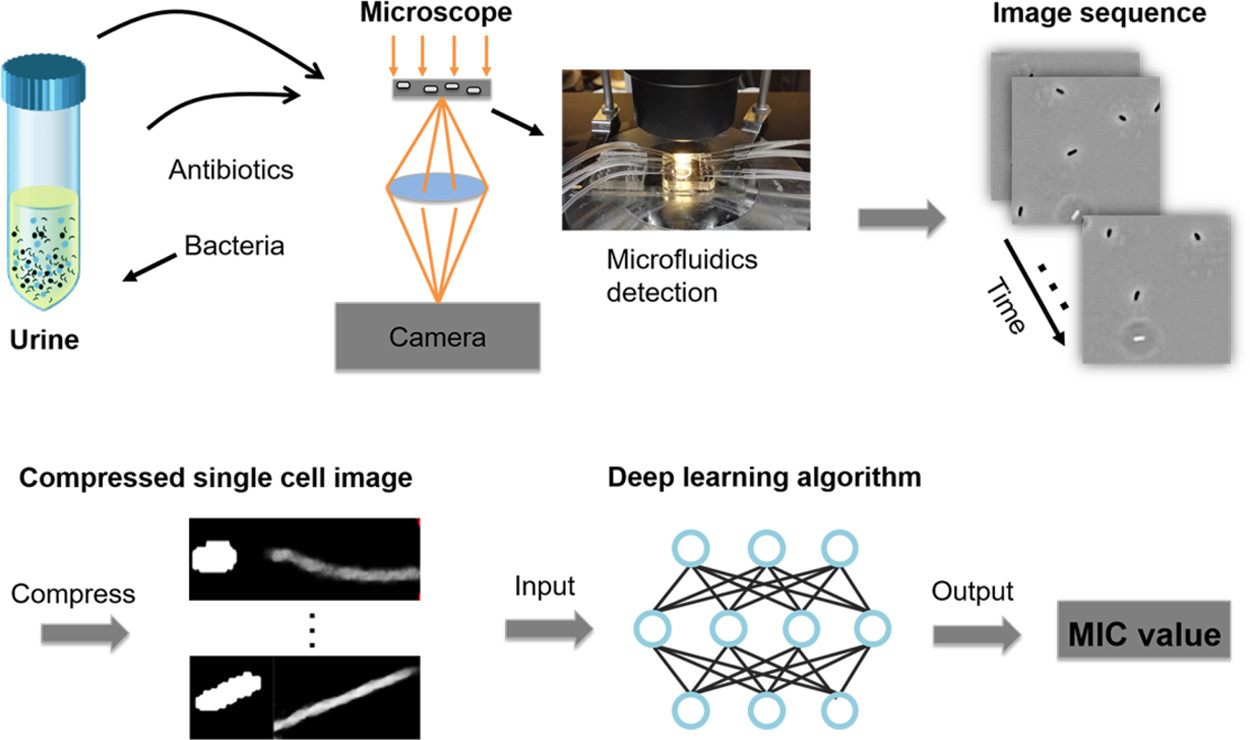 Microscope
Image sequence
Antibiotics
Bacteria
Urine
Camera
Microfluidics
detection
Time
Compressed single cell image
Deep learning algorithm
Compress
Input
Output
MIC value